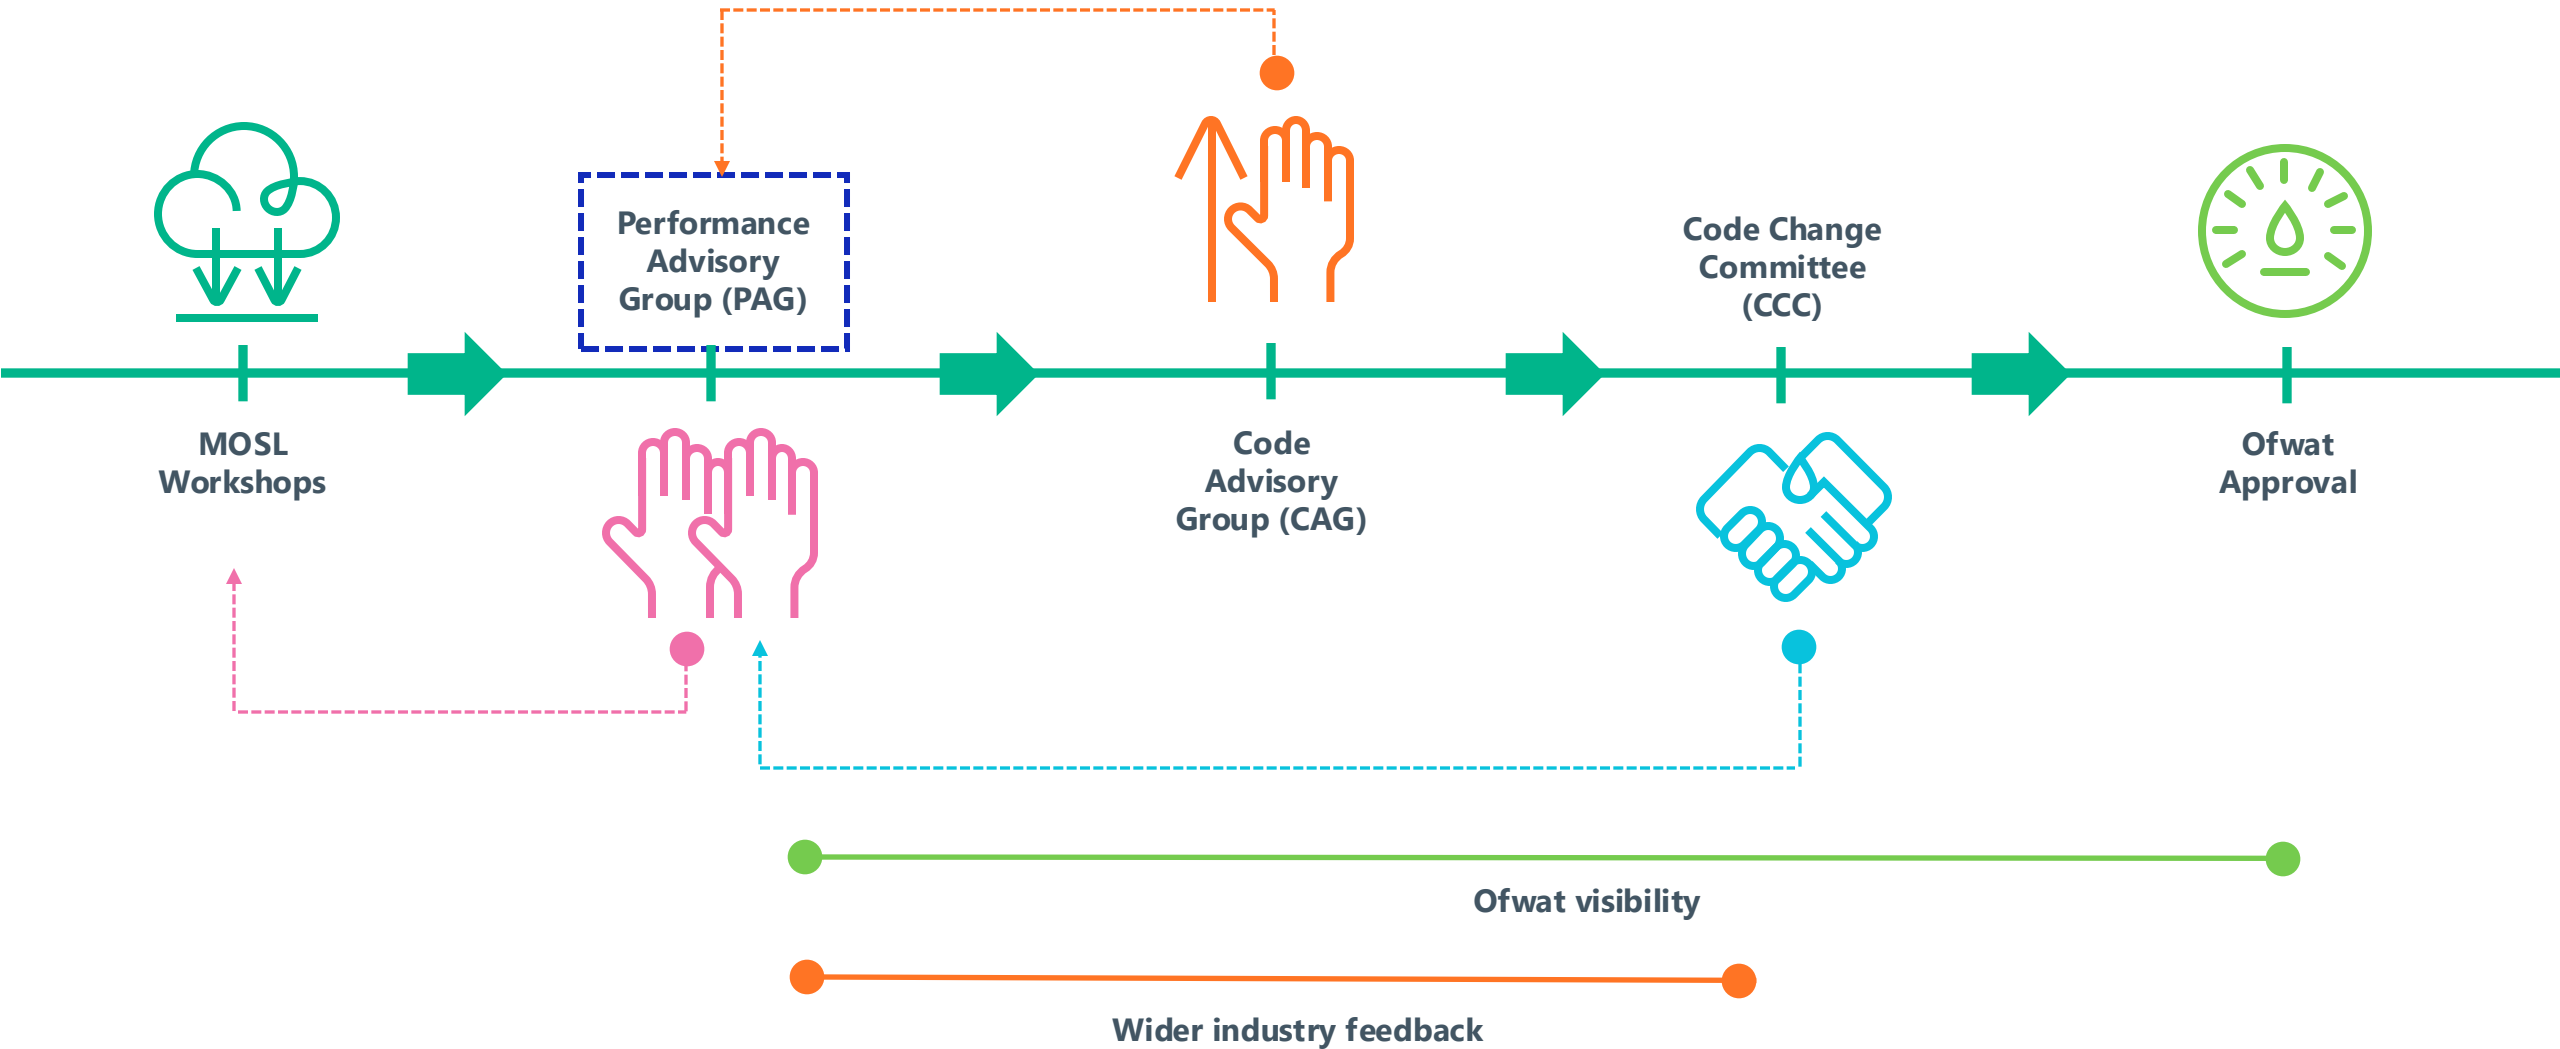 Performance
Advisory
Group (PAG)
Code Change
Committee
(CCC)
MOSL
Workshops
Code
Advisory
Group (CAG)
Ofwat
Approval
Ofwat visibility
Wider industry feedback